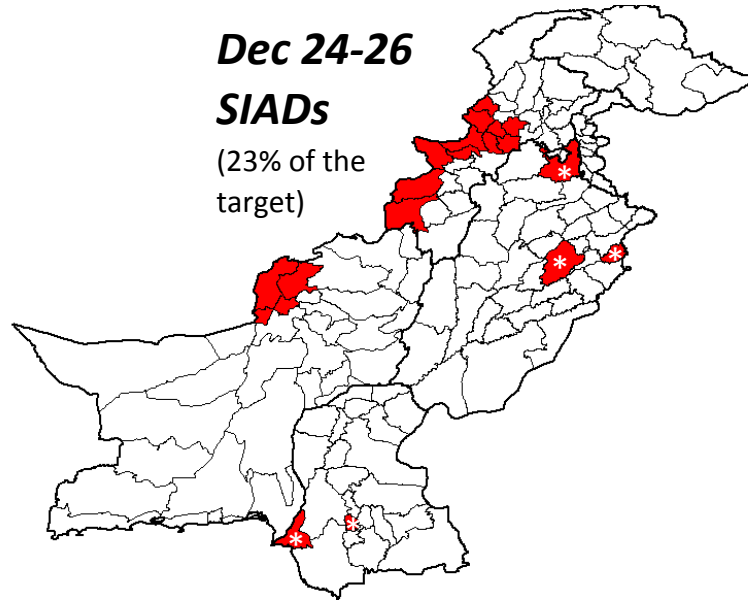 Dec 24-26
SIADs
(23% of the
target)
*
*
*
*
*